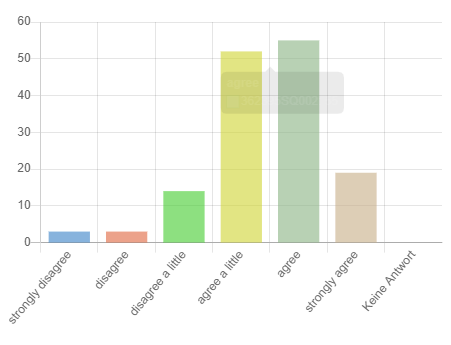 60
50
40
30
20
10
0
strongly disagree
disagree
disagree a little
agree a little
agree
strongly agree
Keine Antwort